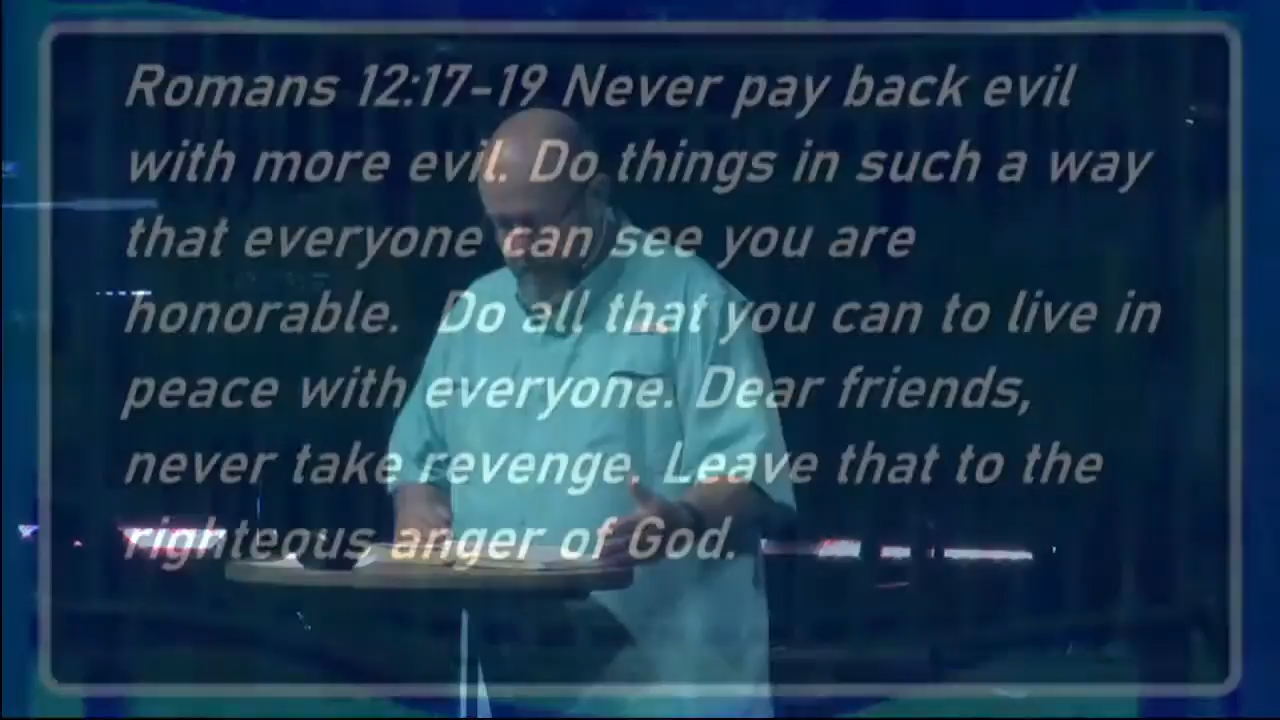 Romans 12:17-19 Never pay back evil
with more evil. Do things in such a way
that everyone can see you are
honorable.  Do all that you can to live in
peace with everyone. Dear friends,
never take revenge. Leave that to the
righteous anger of God.